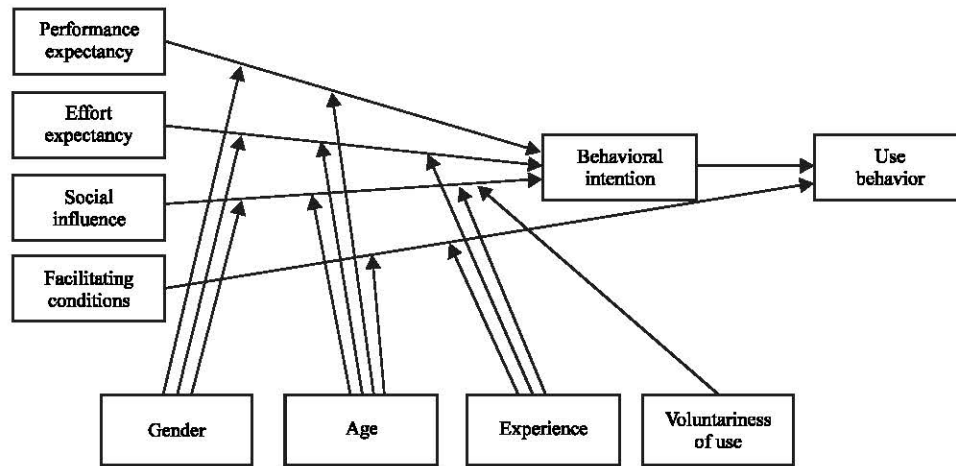 Performance
expectancy
Effort
expectancy
Social
influence
Facilitating
conditions
Behavioral
intention
Use
behavior
Gender
Age
Experience
Voluntariness
of use